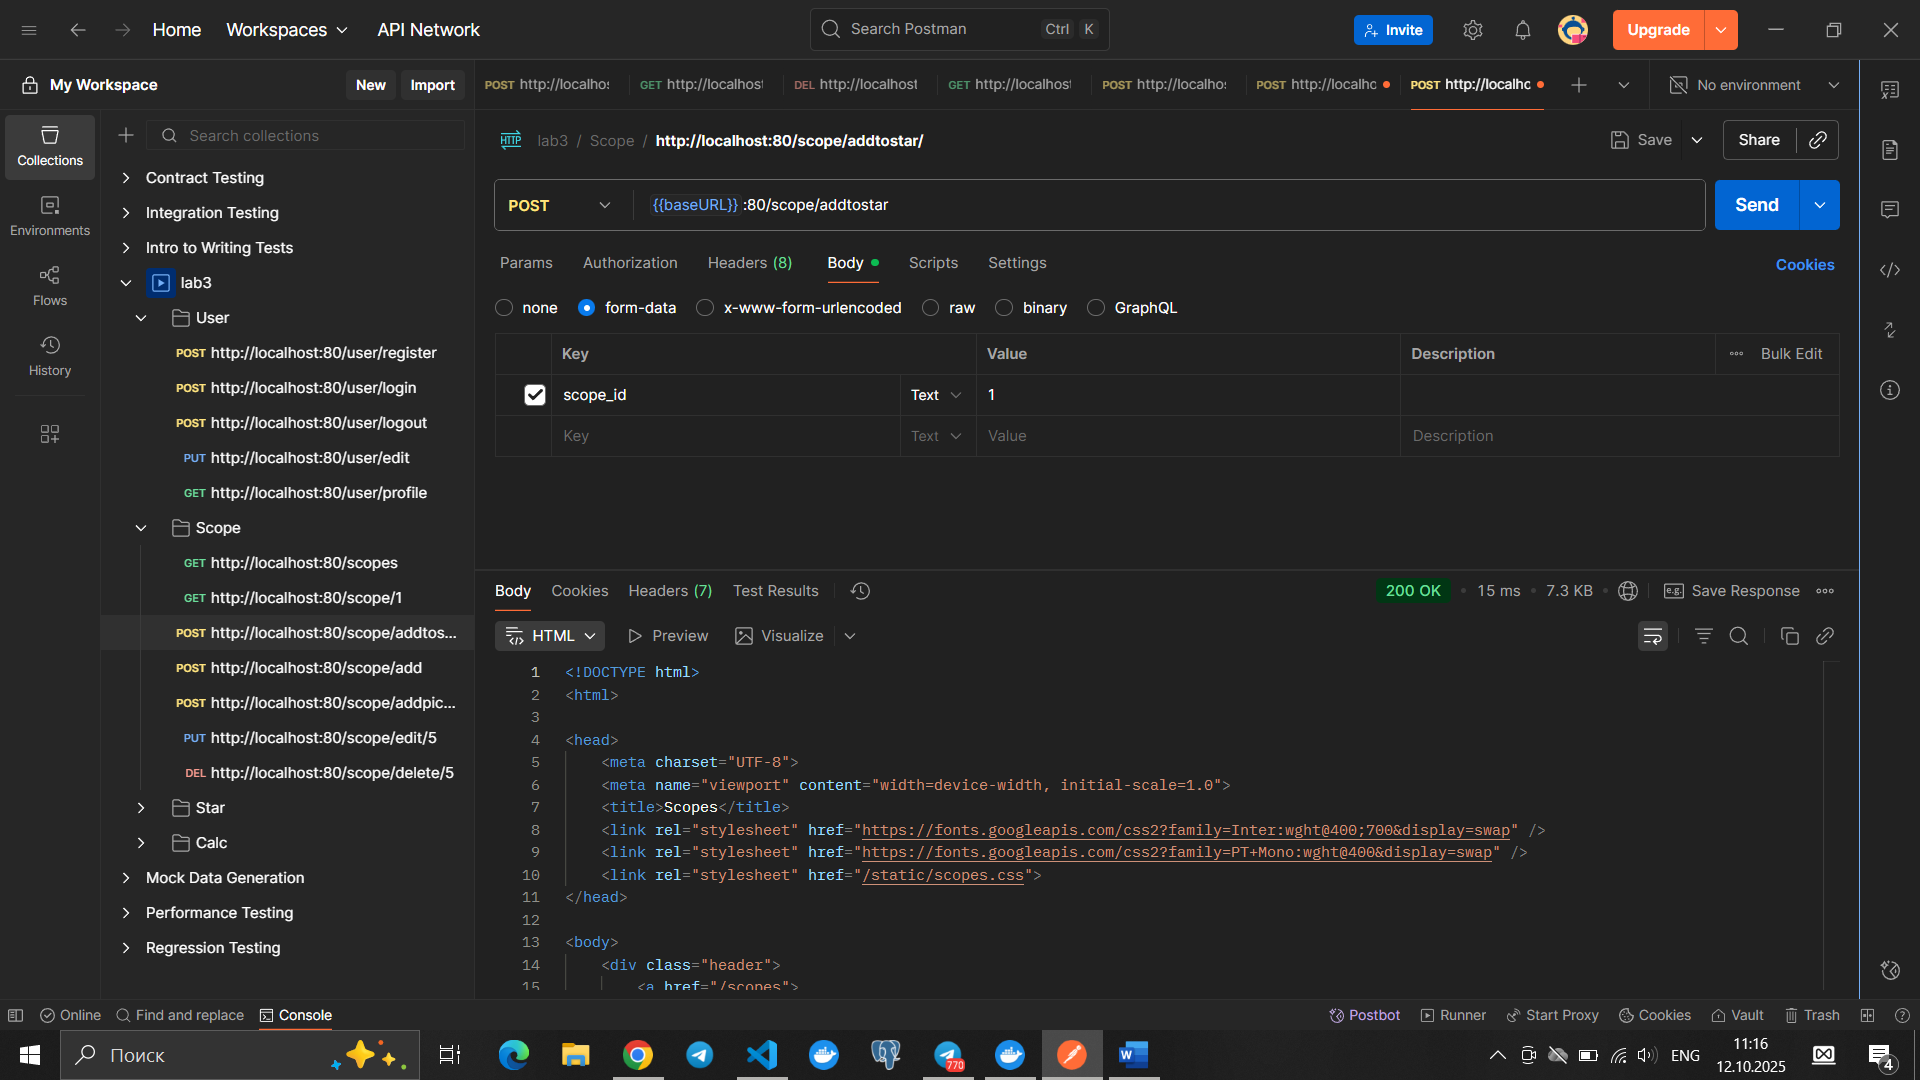 Home
Workspaces
API Network
Search Postman
Ctrl K
Invite
Upgrade
My Workspace
New
Import
POST http://localhos
GET http://localhost
DEL http://localhost
GET http://localhost
POST http://localhos
POST http://localho
POST http://localho
No environment
Collections
Environments
Flows
History
Search collections
Contract Testing
Integration Testing
Intro to Writing Tests
lab3
User
POST http://localhost:80/user/register
POST http://localhost:80/user/login
POST http://localhost:80/user/logout
PUT http://localhost:80/user/edit
GET http://localhost:80/user/profile
Scope
GET http://localhost:80/scopes
GET http://localhost:80/scope/1
POST http://localhost:80/scope/addtos...
POST http://localhost:80/scope/add
POST http://localhost:80/scope/addpic...
PUT http://localhost:80/scope/edit/5
DEL http://localhost:80/scope/delete/5
Star
Calc
Mock Data Generation
Performance Testing
Regression Testing
HTTP lab3 / Scope / http://localhost:80/scope/addtostar/
Save
Share
POST {{baseURL}} :80/scope/addtostar
Send
Params Authorization Headers (8) Body Scripts Settings
Cookies
none form-data x-www-form-urlencoded raw binary GraphQL
Key Value Description Bulk Edit
scope_id Text 1
Key Text Value Description
Body Cookies Headers (7) Test Results
200 OK 15 ms 7.3 KB Save Response
HTML Preview Visualize
1 <!DOCTYPE html>
2 <html>
3
4 <head>
5 <meta charset="UTF-8">
6 <meta name="viewport" content="width=device-width, initial-scale=1.0">
7 <title>Scopes</title>
8 <link rel="stylesheet" href="https://fonts.googleapis.com/css2?family=Inter:wght@400;700&display=swap" />
9 <link rel="stylesheet" href="https://fonts.googleapis.com/css2?family=PT+Mono:wght@400&display=swap" />
10 <link rel="stylesheet" href="/static/scopes.css">
11 </head>
12
13 <body>
14 <div class="header">
15 <a href="/scopes">
Online
Find and replace
Console
Postbot
Runner
Start Proxy
Cookies
Vault
Trash
Поиск
770
ENG
11:16
12.10.2025
4